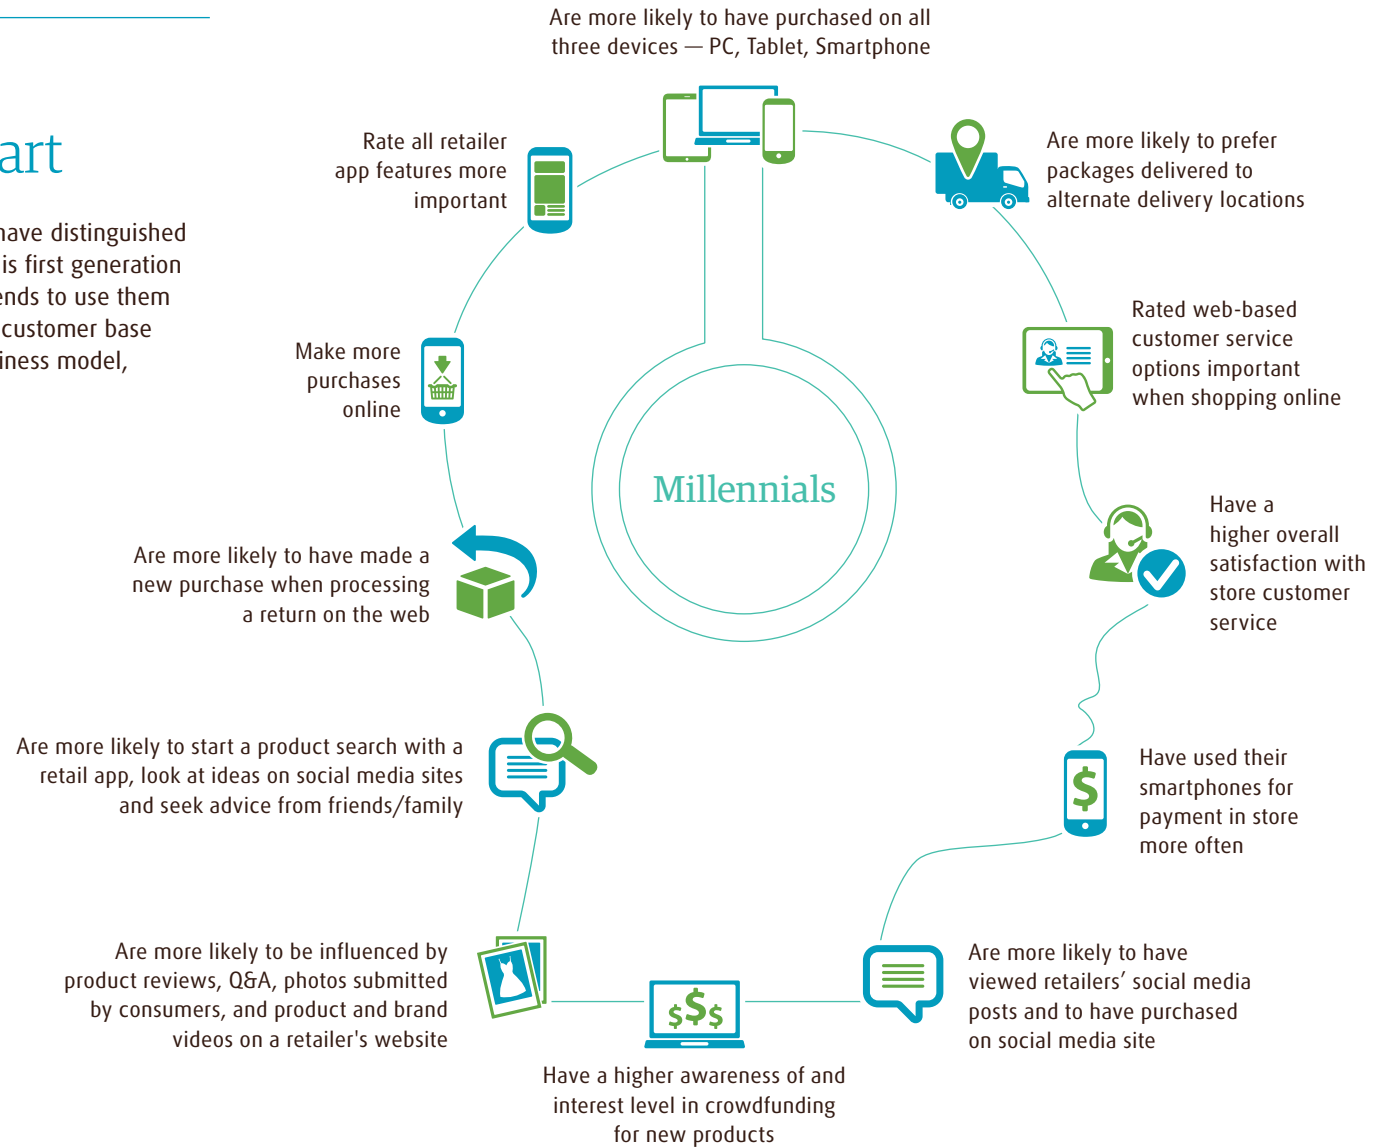 art
have distinguished
is first generation
ends to use them
customer base
iness model,
Are more likely to have purchased on all
three devices — PC, Tablet, Smartphone
Are more likely to prefer
packages delivered to
alternate delivery locations
Rated web-based
customer service
options important
when shopping online
Have a
higher overall
satisfaction with
store customer
service
Have used their
smartphones for
payment in store
more often
Are more likely to have
viewed retailers’ social media
posts and to have purchased
on social media site
Have a higher awareness of and
interest level in crowdfunding
for new products
Are more likely to be influenced by
product reviews, Q&A, photos submitted
by consumers, and product and brand
videos on a retailer's website
Are more likely to start a product search with a
retail app, look at ideas on social media sites
and seek advice from friends/family
Are more likely to have made a
new purchase when processing
a return on the web
Make more
purchases
online
Rate all retailer
app features more
important
Millennials
$
$$$